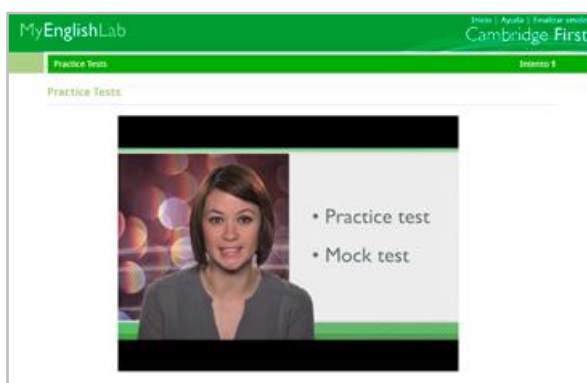 Inicio | Ayuda | Finalizar sesión
MyEnglishLab
Cambridge First
Practice Tests
Intento 1
Practice Tests
• Practice test
• Mock test